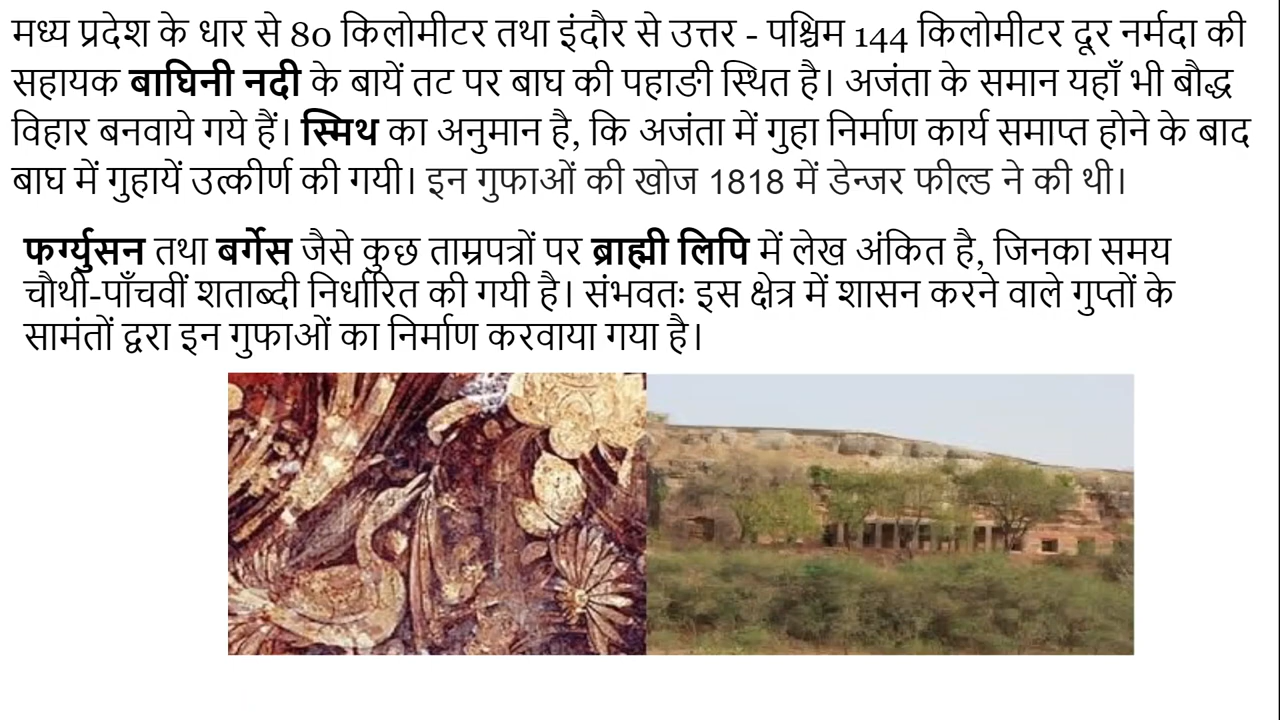 मध्य प्रदेश के धार से 80 किलोमीटर तथा इंदौर से उत्तर - पश्चिम 144 किलोमीटर दूर नर्मदा की
सहायक बाघिनी नदी के बायें तट पर बाघ की पहाङी स्थित है। अजंता के समान यहाँ भी बौद्ध
विहार बनवाये गये हैं। स्मिथ का अनुमान है, कि अजंता में गुहा निर्माण कार्य समाप्त होने के बाद
बाघ में गुहायें उत्कीर्ण की गयी। इन गुफाओं की खोज 1818 में डेन्जर फील्ड ने की थी।
फर्ग्युसन तथा बर्गेस जैसे कुछ ताम्रपत्रों पर ब्राह्मी लिपि में लेख अंकित है, जिनका समय
चौथी-पाँचवीं शताब्दी निर्धारित की गयी है। संभवतः इस क्षेत्र में शासन करने वाले गुप्तों के
सामंतों द्वरा इन गुफाओं का निर्माण करवाया गया है।